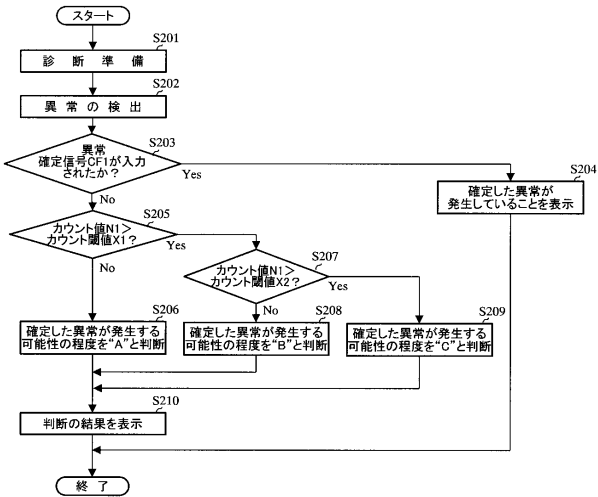 スタート
S201
診 断 準 備
S202
異 常 の 検 出
S203
異常
確定信号CF1が入力
されたか？
Yes
No
S204
確定した異常が
発生していることを表示
S205
カウント値N1＞
カウント閾値X1？
Yes
No
S207
カウント値N1＞
カウント閾値X2？
Yes
No
S206
確定した異常が発生する
可能性の程度を“A”と判断
S208
確定した異常が発生する
可能性の程度を“B”と判断
S209
確定した異常が発生する
可能性の程度を“C”と判断
S210
判断の結果を表示
終 了